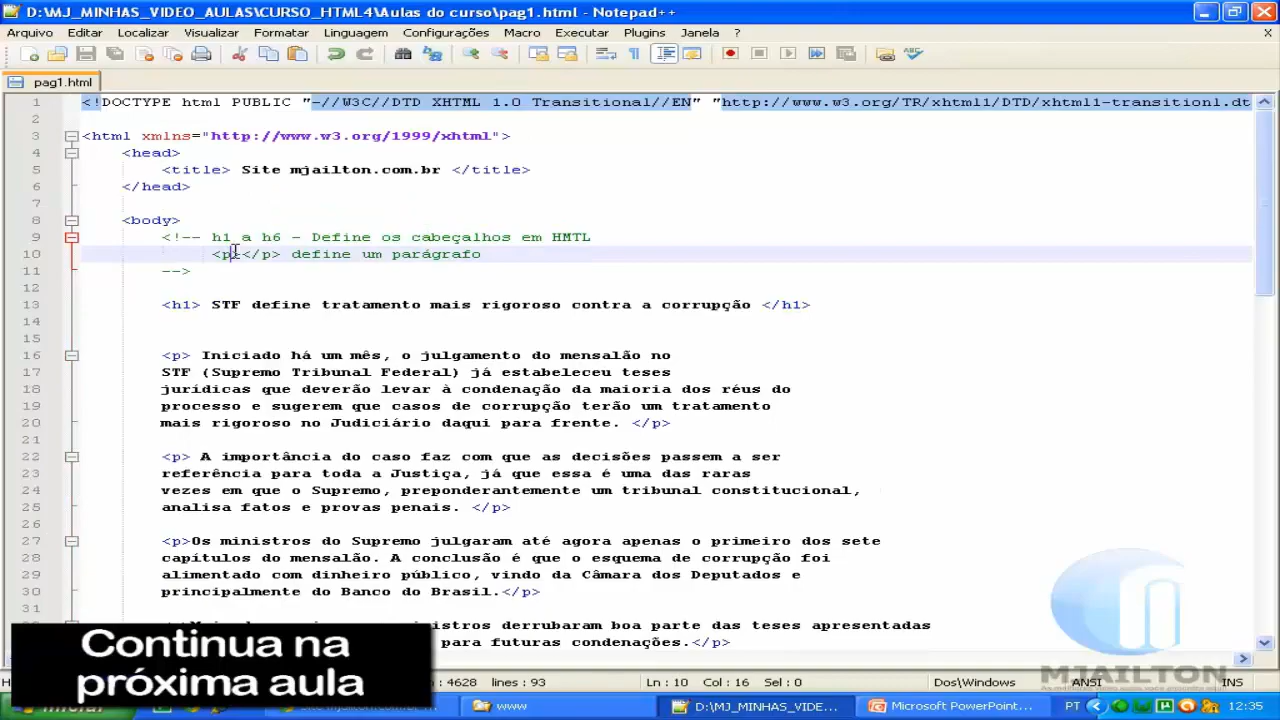 D:\MJ_MINHAS_VIDEO_AULAS\CURSO_HTML4\Aulas do curso\pag1.html - Notepad++
Arquivo Editar Localizar Visualizar Formatar Linguagem Configurações Macro Executar Plugins Janela ? X
pag1.html
1 <!DOCTYPE html PUBLIC "-//W3C//DTD XHTML 1.0 Transitional//EN" "http://www.w3.org/TR/xhtml1/DTD/xhtml1-transition1.dt
2
3 <html xmlns="http://www.w3.org/1999/xhtml">
4 <head>
5 <title> Site mjailton.com.br </title>
6 </head>
7
8 <body>
9 <!-- h1 a h6 - Define os cabeçalhos em HMTL
10 <p></p> define um parágrafo
11 -->
12
13 <h1> STF define tratamento mais rigoroso contra a corrupção </h1>
14
15
16 <p> Iniciado há um mês, o julgamento do mensalão no
17 STF (Supremo Tribunal Federal) já estabeleceu teses
18 jurídicas que deverão levar à condenação da maioria dos réus do
19 processo e sugerem que casos de corrupção terão um tratamento
20 mais rigoroso no Judiciário daqui para frente. </p>
21
22 <p> A importância do caso faz com que as decisões passem a ser
23 referência para toda a Justiça, já que essa é uma das raras
24 vezes em que o Supremo, preponderantemente um tribunal constitucional,
25 analisa fatos e provas penais. </p>
26
27 <p>Os ministros do Supremo julgaram até agora apenas o primeiro dos sete
28 capítulos do mensalão. A conclusão é que o esquema de corrupção foi
29 alimentado com dinheiro público, vindo da Câmara dos Deputados e
30 principalmente do Banco do Brasil.</p>
31
ministros derrubaram boa parte das teses apresentadas
para futuras condenações.</p>
Continua na
próxima aula
MJAILTON
4628 lines : 93 Ln : 10 Col : 16 Sel : 0 Dos\Windows ANSI INS
www D:\MJ_MINHAS_VIDE... Microsoft PowerPoint... PT 12:35